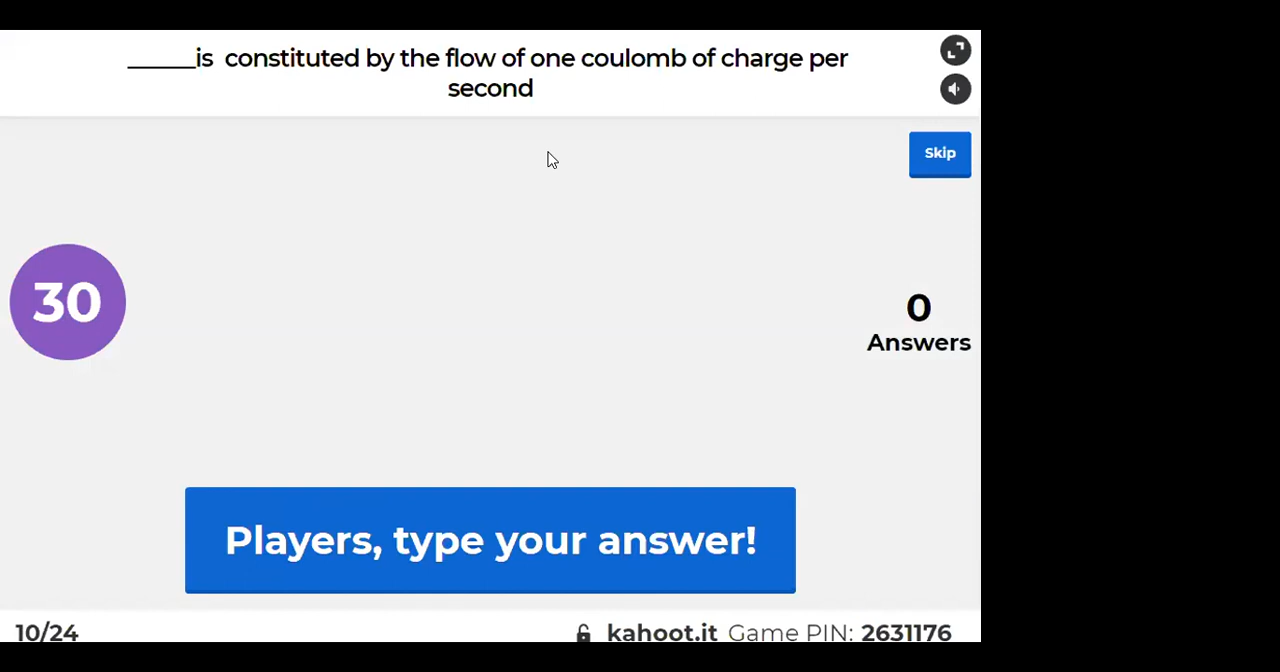 ______is constituted by the flow of one coulomb of charge per
second
Skip
30
0
Answers
Players, type your answer!
10/24
kahoot.it Game PIN: 2631176